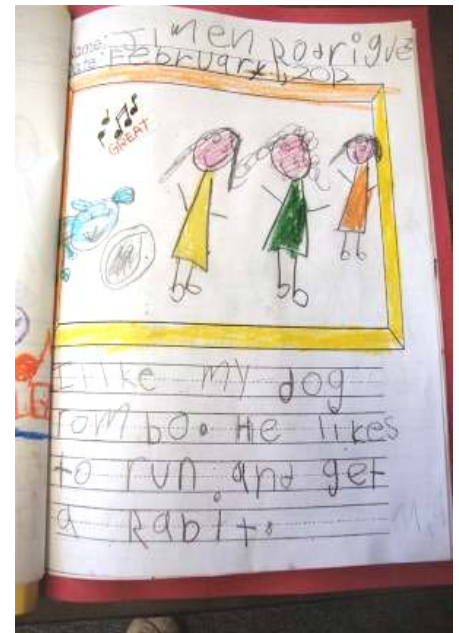 Name: Jimen Rodrigue
Date: February 1, 2012
GREAT
I like my dog
Tombo. He likes
to run. and get
a Rabit.